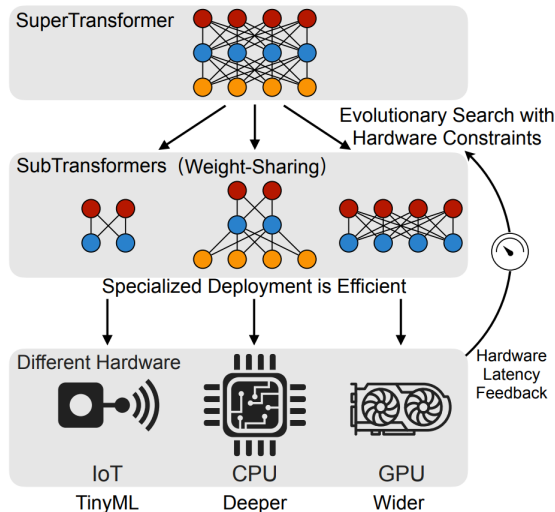 SuperTransformer
Evolutionary Search with
Hardware Constraints
SubTransformers (Weight-Sharing)
Specialized Deployment is Efficient
Different Hardware
Hardware
Latency
Feedback
IoT CPU GPU
TinyML Deeper Wider